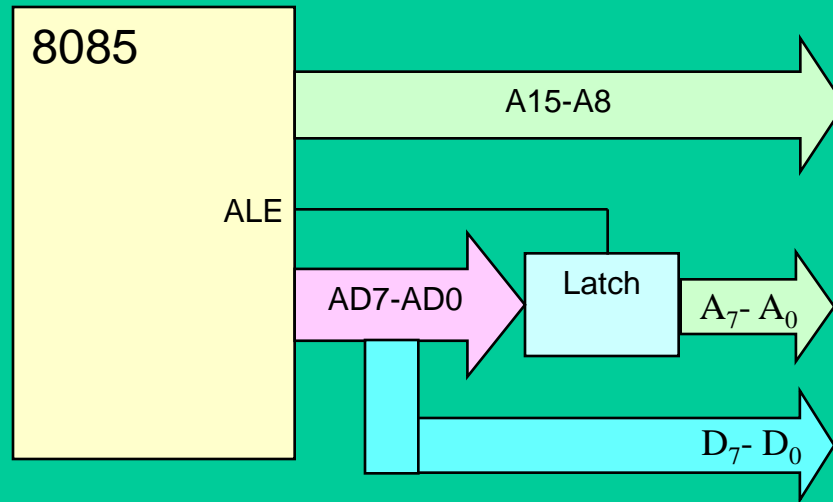 8085
A15-A8
ALE
AD7-AD0
Latch
A₇- A₀
D₇- D₀